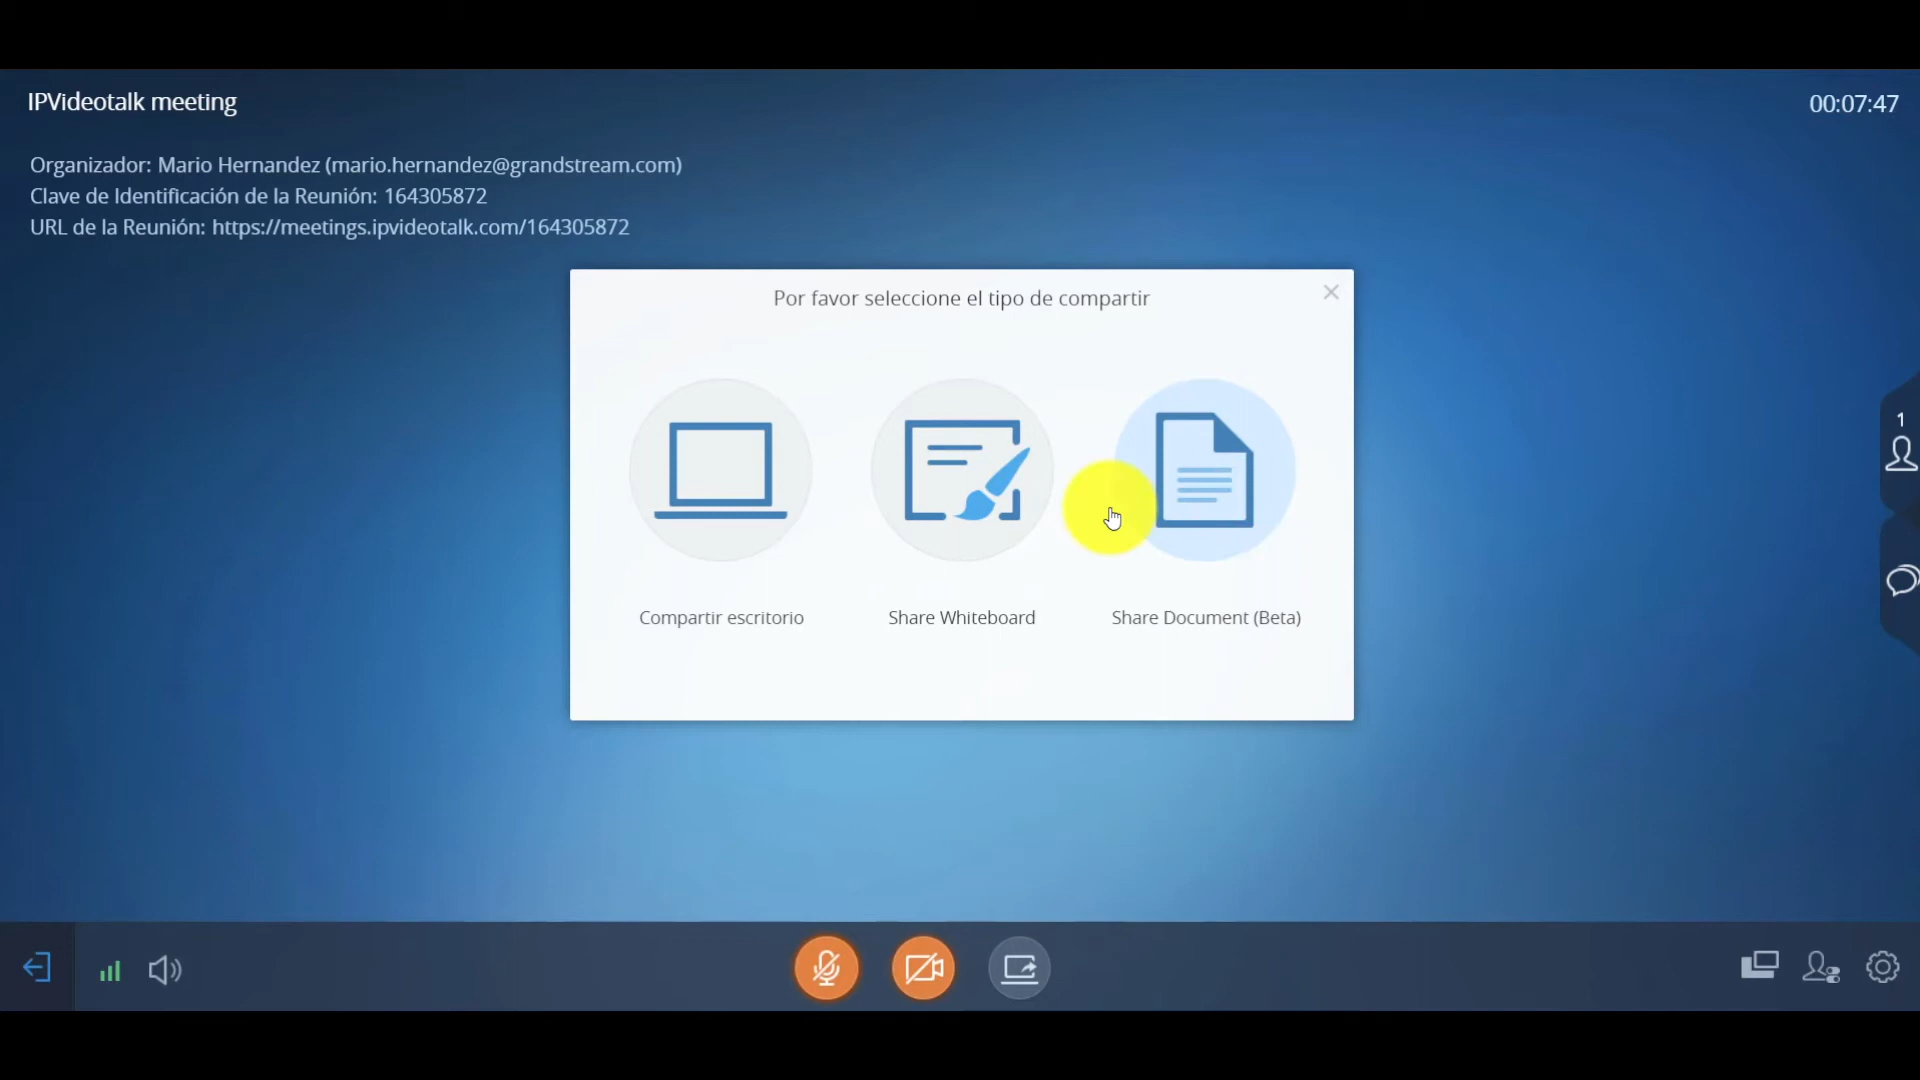 IPVideotalk meeting
00:07:47
Organizador: Mario Hernandez (mario.hernandez@grandstream.com)
Clave de Identificación de la Reunión: 164305872
URL de la Reunión: https://meetings.ipvideotalk.com/164305872
Por favor seleccione el tipo de compartir
1
Compartir escritorio
Share Whiteboard
Share Document (Beta)